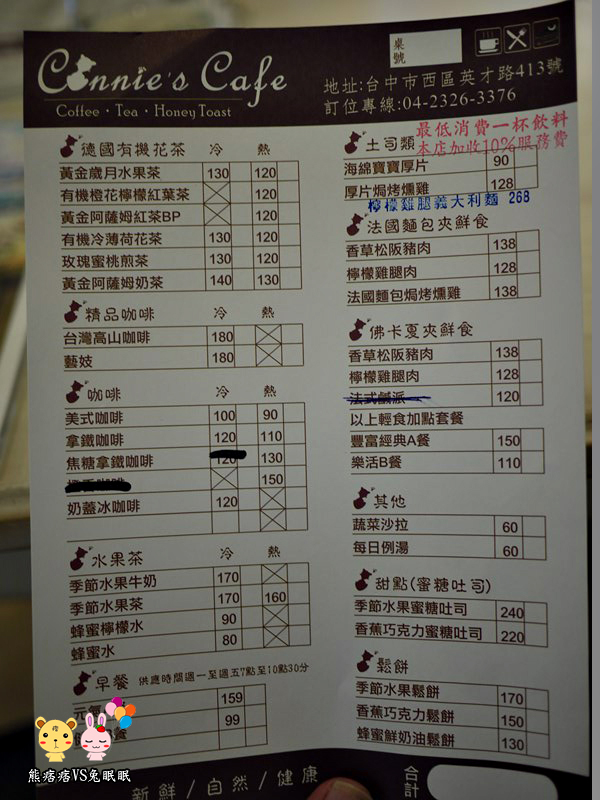 Connie's Cafe
Coffee・Tea・Honey Toast
桌號
地址:台中市西區英才路413號
訂位專線:04-2326-3376
最低消費一杯飲料
本店加收10%服務費
德國有機花茶 冷 熱
黃金歲月水果茶 130 120
有機橙花檸檬紅葉茶 120
黃金阿薩姆紅茶BP 120
有機冷薄荷花茶 130 120
玫瑰蜜桃煎茶 130 120
黃金阿薩姆奶茶 140 130
精品咖啡 冷 熱
台灣高山咖啡 180
藝妓 180
咖啡 冷 熱
美式咖啡 100 90
拿鐵咖啡 120 110
焦糖拿鐵咖啡 120 130
150
奶蓋冰咖啡 120
水果茶 冷 熱
季節水果牛奶 170
季節水果茶 170 160
蜂蜜檸檬水 90
蜂蜜水 80
早餐 供應時間週一至週五7點至10點30分
元氣 159
餐 99
土司類
海綿寶寶厚片 90
厚片焗烤燻雞 128
檸檬雞腿義大利麵 268
法國麵包夾鮮食
香草松阪豬肉 138
檸檬雞腿肉 128
法國麵包焗烤燻雞 138
佛卡夏夾鮮食
香草松阪豬肉 138
檸檬雞腿肉 128
法式鹹派 120
以上輕食加點套餐
豐富經典A餐 150
樂活B餐 110
其他
蔬菜沙拉 60
每日例湯 60
甜點(蜜糖吐司)
季節水果蜜糖吐司 240
香蕉巧克力蜜糖吐司 220
鬆餅
季節水果鬆餅 170
香蕉巧克力鬆餅 150
蜂蜜鮮奶油鬆餅 130
新鮮/自然/健康
合計
熊痞痞VS兔眠眠